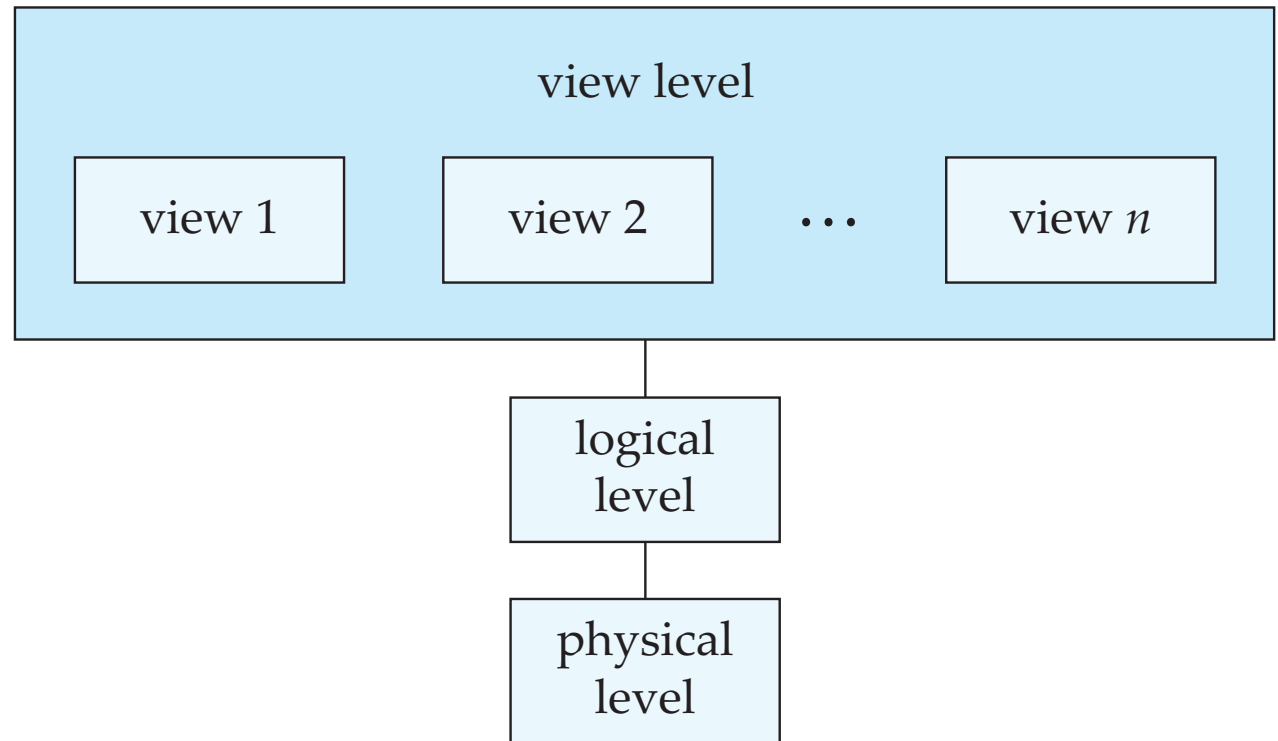 view level
view 1
view 2
...
view n
logical
level
physical
level